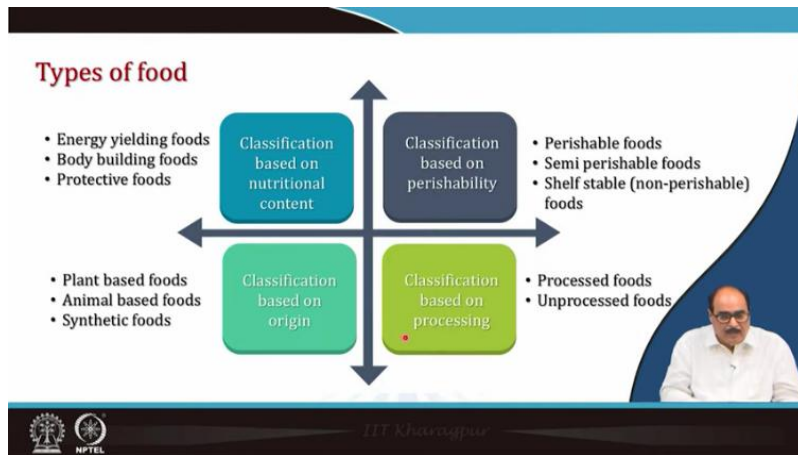 Types of food
• Energy yielding foods
• Body building foods
• Protective foods
Classification
based on
nutritional
content
Classification
based on
perishability
• Perishable foods
• Semi perishable foods
• Shelf stable (non-perishable)
foods
• Plant based foods
• Animal based foods
• Synthetic foods
Classification
based on
origin
Classification
based on
processing
• Processed foods
• Unprocessed foods
IIT Kharagpur
NPTEL